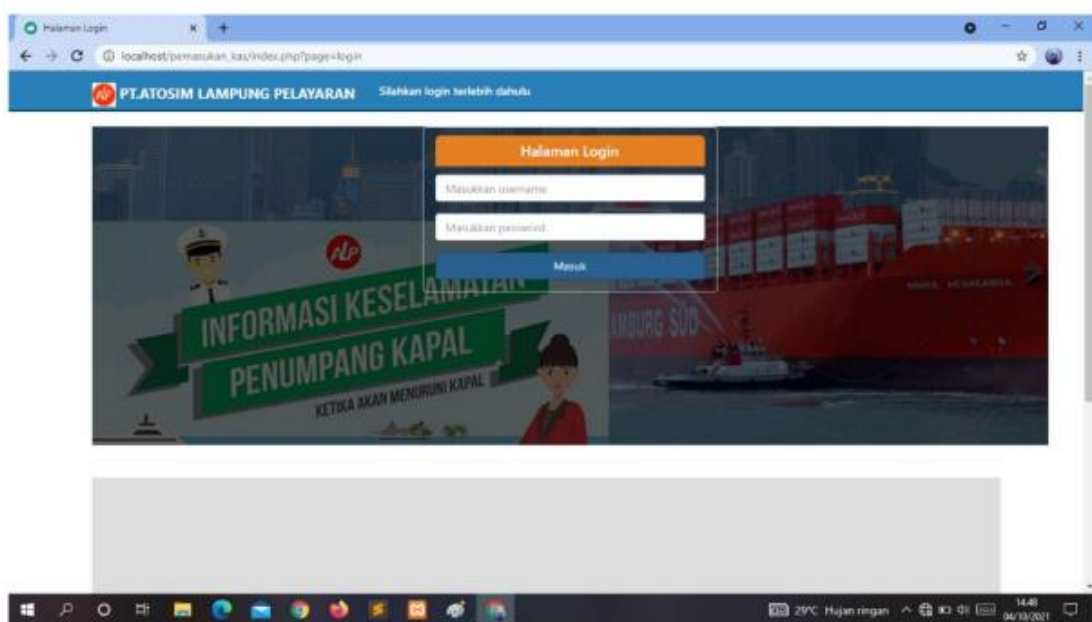 Halaman Login
localhost/pemasukan_kas/index.php?page=login
ALP PT.ATOSIM LAMPUNG PELAYARAN Silahkan login terlebih dahulu
Halaman Login
Masukkan username
Masukkan password
Masuk
ALP
INFORMASI KESELAMATAN
PENUMPANG KAPAL
KETIKA AKAN MENURUNI KAPAL
HAMBURG SÜD
29°C Hujan ringan
14.48
04/10/2021